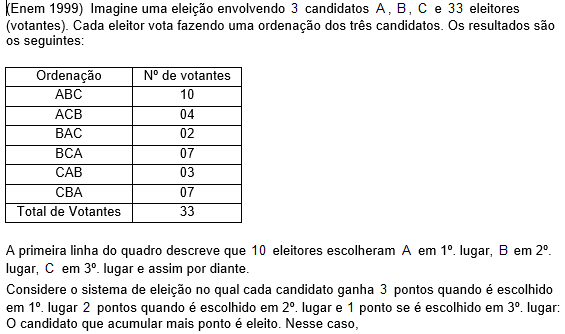 (Enem 1999) Imagine uma eleição envolvendo 3 candidatos A, B, C e 33 eleitores
(votantes). Cada eleitor vota fazendo uma ordenação dos três candidatos. Os resultados são
os seguintes:
Ordenação Nº de votantes
ABC 10
ACB 04
BAC 02
BCA 07
CAB 03
CBA 07
Total de Votantes 33
A primeira linha do quadro descreve que 10 eleitores escolheram A em 1º. lugar, B em 2º.
lugar, C em 3º. lugar e assim por diante.
Considere o sistema de eleição no qual cada candidato ganha 3 pontos quando é escolhido
em 1º. lugar 2 pontos quando é escolhido em 2º. lugar e 1 ponto se é escolhido em 3º. lugar:
O candidato que acumular mais ponto é eleito. Nesse caso,